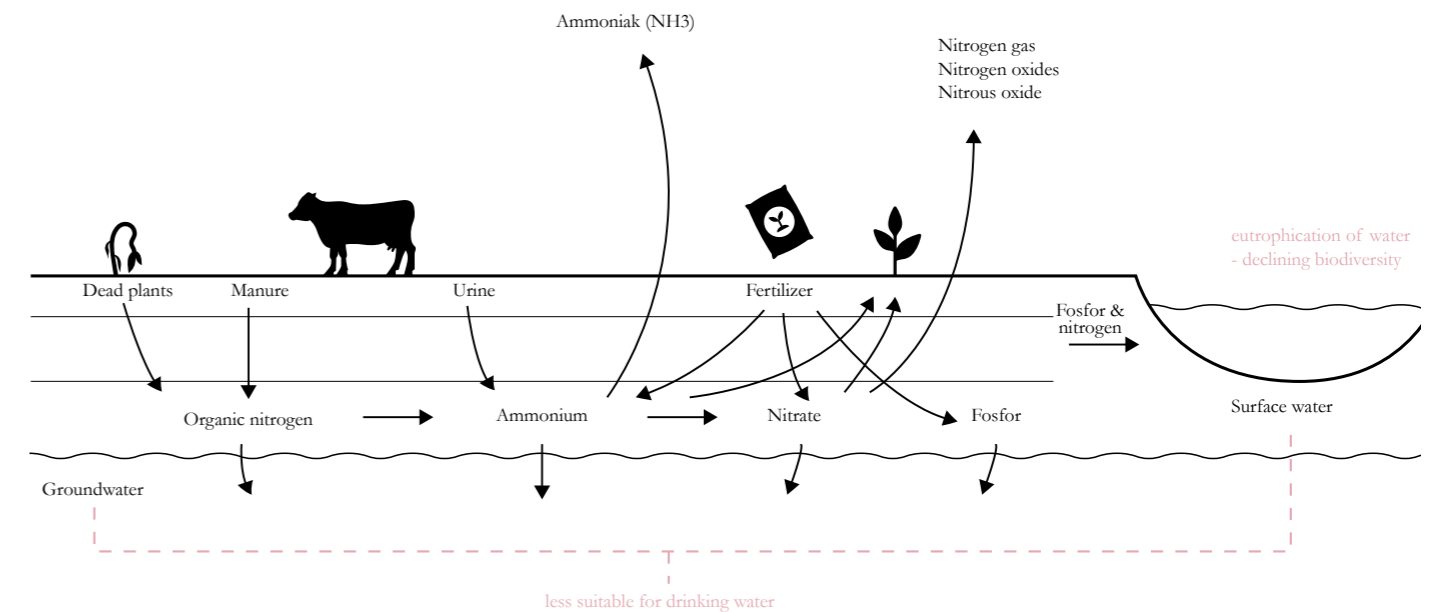 Ammoniak (NH3)
Nitrogen gas
Nitrogen oxides
Nitrous oxide
eutrophication of water
- declining biodiversity
Dead plants
Manure
Urine
Fertilizer
Fosfor &
nitrogen
Organic nitrogen
Ammonium
Nitrate
Fosfor
Surface water
Groundwater
less suitable for drinking water